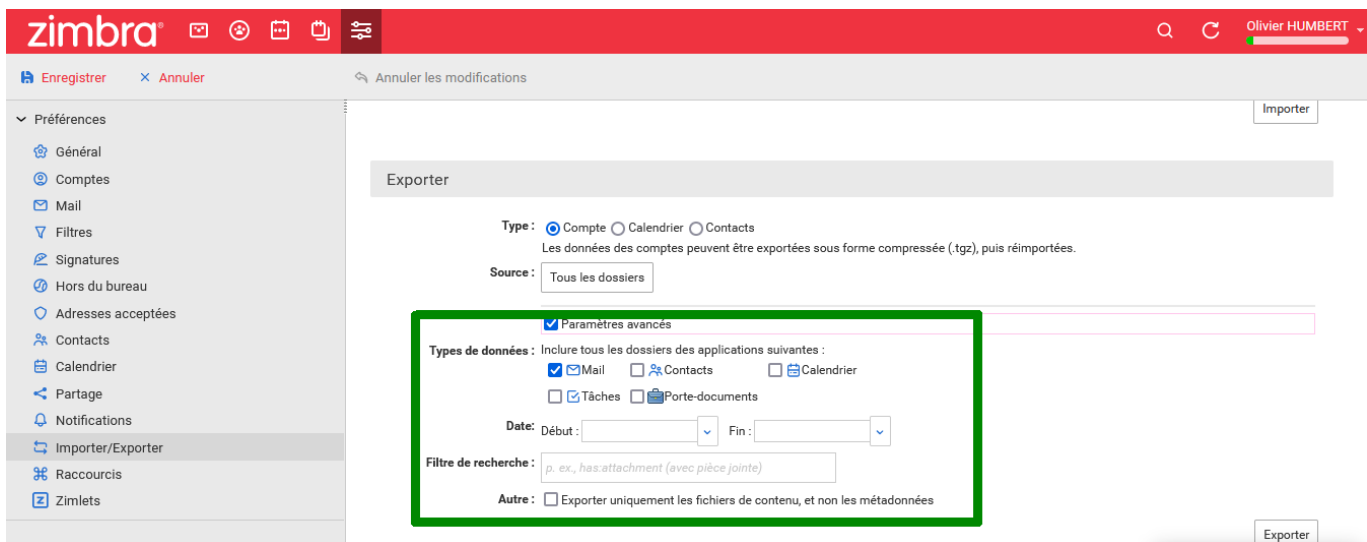 zimbra
Olivier HUMBERT
Enregistrer
Annuler
Annuler les modifications
Préférences
Général
Comptes
Mail
Filtres
Signatures
Hors du bureau
Adresses acceptées
Contacts
Calendrier
Partage
Notifications
Importer/Exporter
Raccourcis
Zimlets
Importer
Exporter
Type : Compte Calendrier Contacts
Les données des comptes peuvent être exportées sous forme compressée (.tgz), puis réimportées.
Source : Tous les dossiers
Paramètres avancés
Types de données : Inclure tous les dossiers des applications suivantes :
Mail Contacts Calendrier
Tâches Porte-documents
Date: Début : Fin :
Filtre de recherche : p. ex., has:attachment (avec pièce jointe)
Autre : Exporter uniquement les fichiers de contenu, et non les métadonnées
Exporter